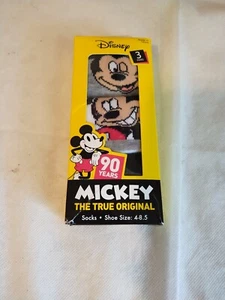 Disney
3
90
YEARS
MICKEY
THE TRUE ORIGINAL
Socks • Shoe Size: 4-8.5